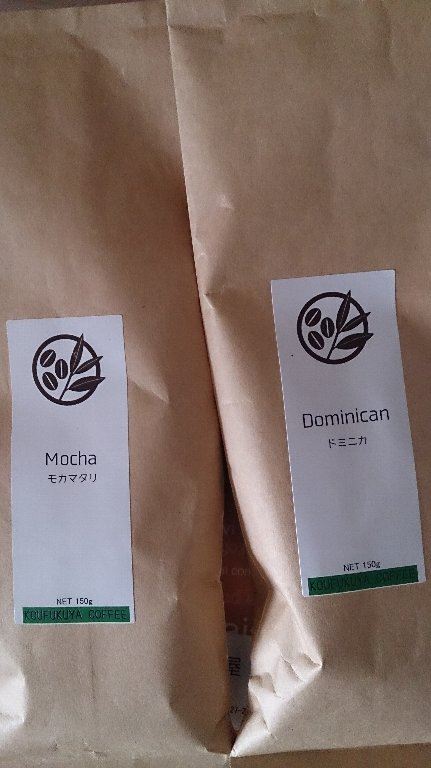 Mocha
モカマタリ
NET 150g
KOUFUKUYA COFFEE
Dominican
ドミニカ
NET 150g
KOUFUKUYA COFFEE